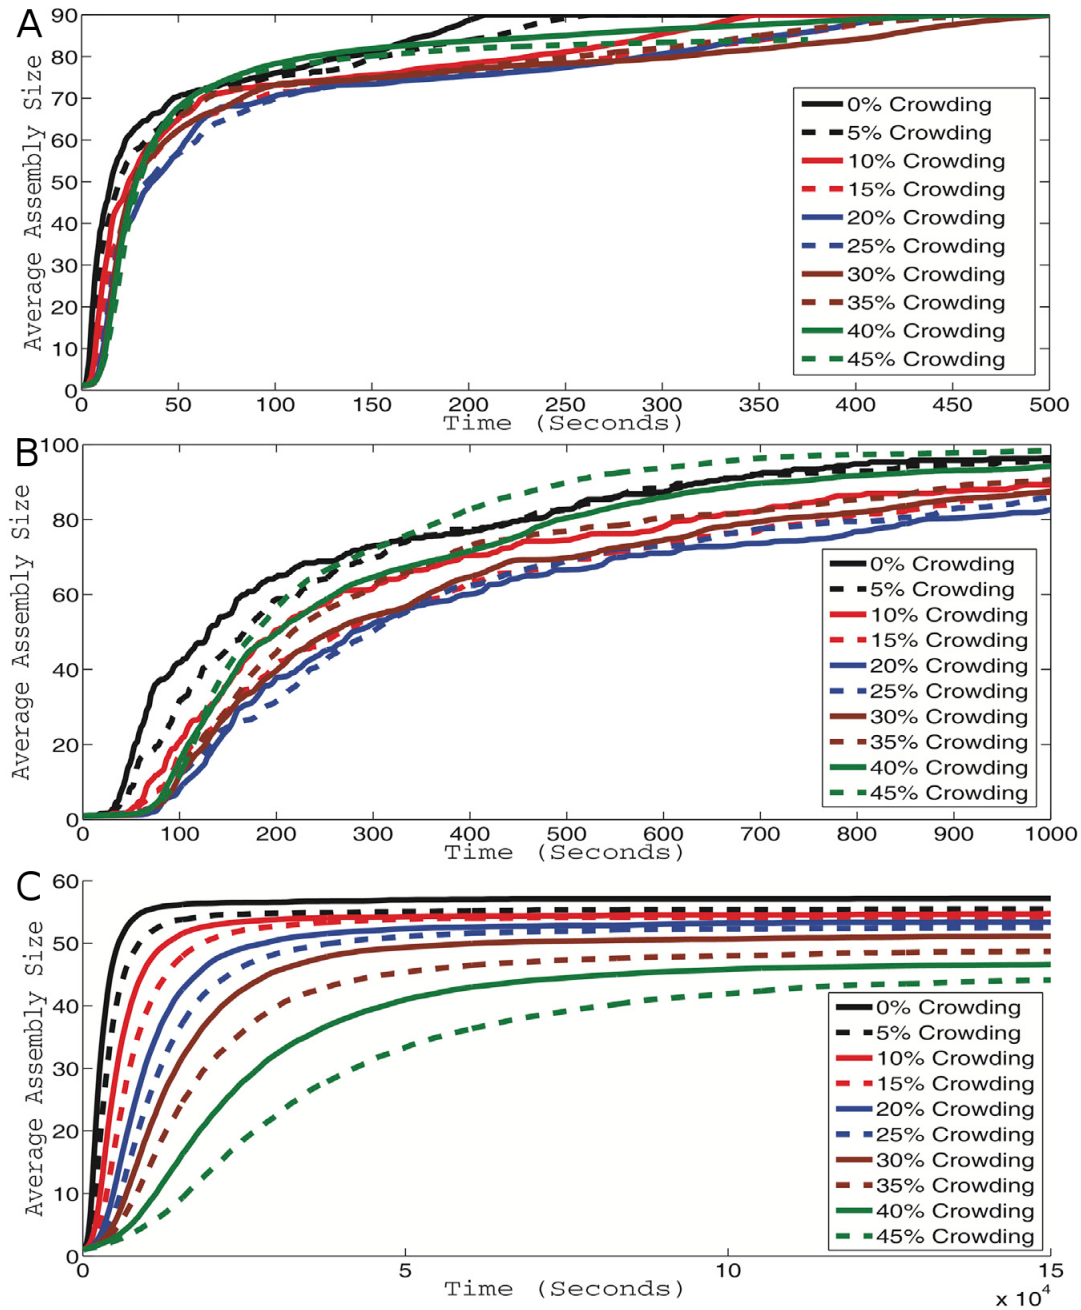 A
90
80
70
60
50
40
30
20
10
0
Average Assembly Size
0% Crowding
5% Crowding
10% Crowding
15% Crowding
20% Crowding
25% Crowding
30% Crowding
35% Crowding
40% Crowding
45% Crowding
0 50 100 150 200 250 300 350 400 450 500
Time (Seconds)
B
100
80
60
40
20
0
Average Assembly Size
0% Crowding
5% Crowding
10% Crowding
15% Crowding
20% Crowding
25% Crowding
30% Crowding
35% Crowding
40% Crowding
45% Crowding
0 100 200 300 400 500 600 700 800 900 1000
Time (Seconds)
C
60
50
40
30
20
10
0
Average Assembly Size
0% Crowding
5% Crowding
10% Crowding
15% Crowding
20% Crowding
25% Crowding
30% Crowding
35% Crowding
40% Crowding
45% Crowding
0 5 10 15
Time (Seconds)
x 10⁴